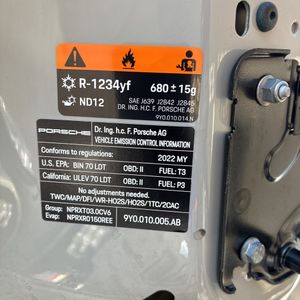 R-1234yf 680 ± 15g
ND12 SAE J639 J2842 J2845
DR. ING. H.C. F. PORSCHE AG
9Y0.010.014.N
PORSCHE Dr. Ing. h.c. F. Porsche AG
VEHICLE EMISSION CONTROL INFORMATION
Conforms to regulations: 2022 MY
U.S. EPA: BIN 70 LDT OBD: II FUEL: T3
California: ULEV 70 LDT OBD: II FUEL: P3
No adjustments needed.
TWC/MAP/DFI/WR-HO2S/HO2S/1TC/2CAC
Group: NPRXT03.0CV6
Evap: NPRXR0150REE 9Y0.010.005.AB